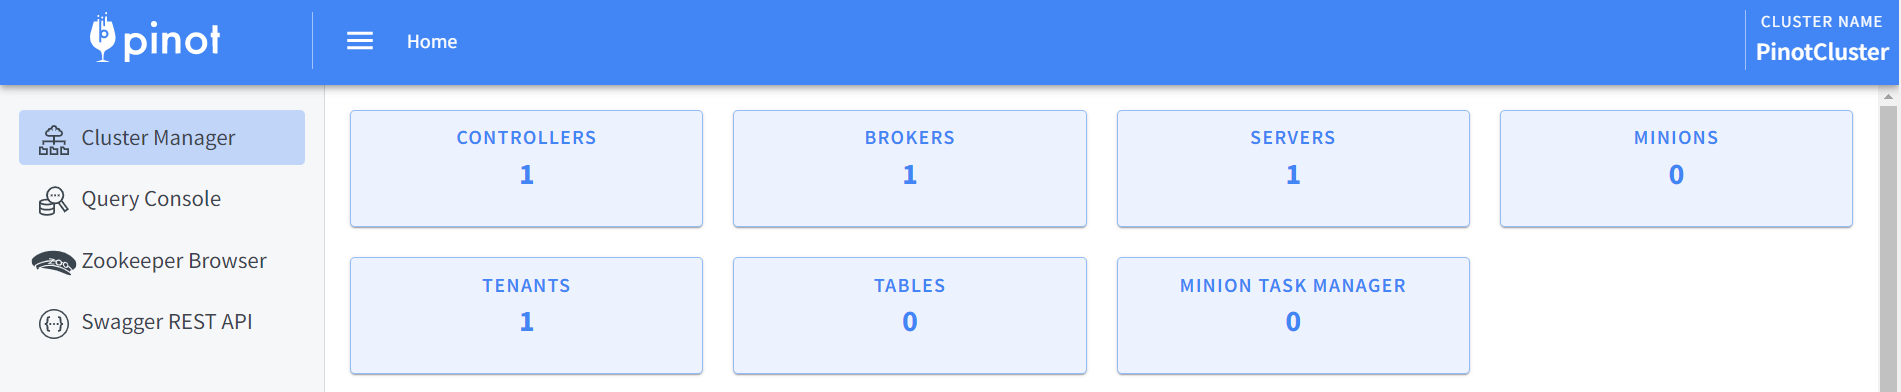 pinot
Home
CLUSTER NAME
PinotCluster
Cluster Manager
Query Console
Zookeeper Browser
Swagger REST API
CONTROLLERS
1
BROKERS
1
SERVERS
1
MINIONS
0
TENANTS
1
TABLES
0
MINION TASK MANAGER
0